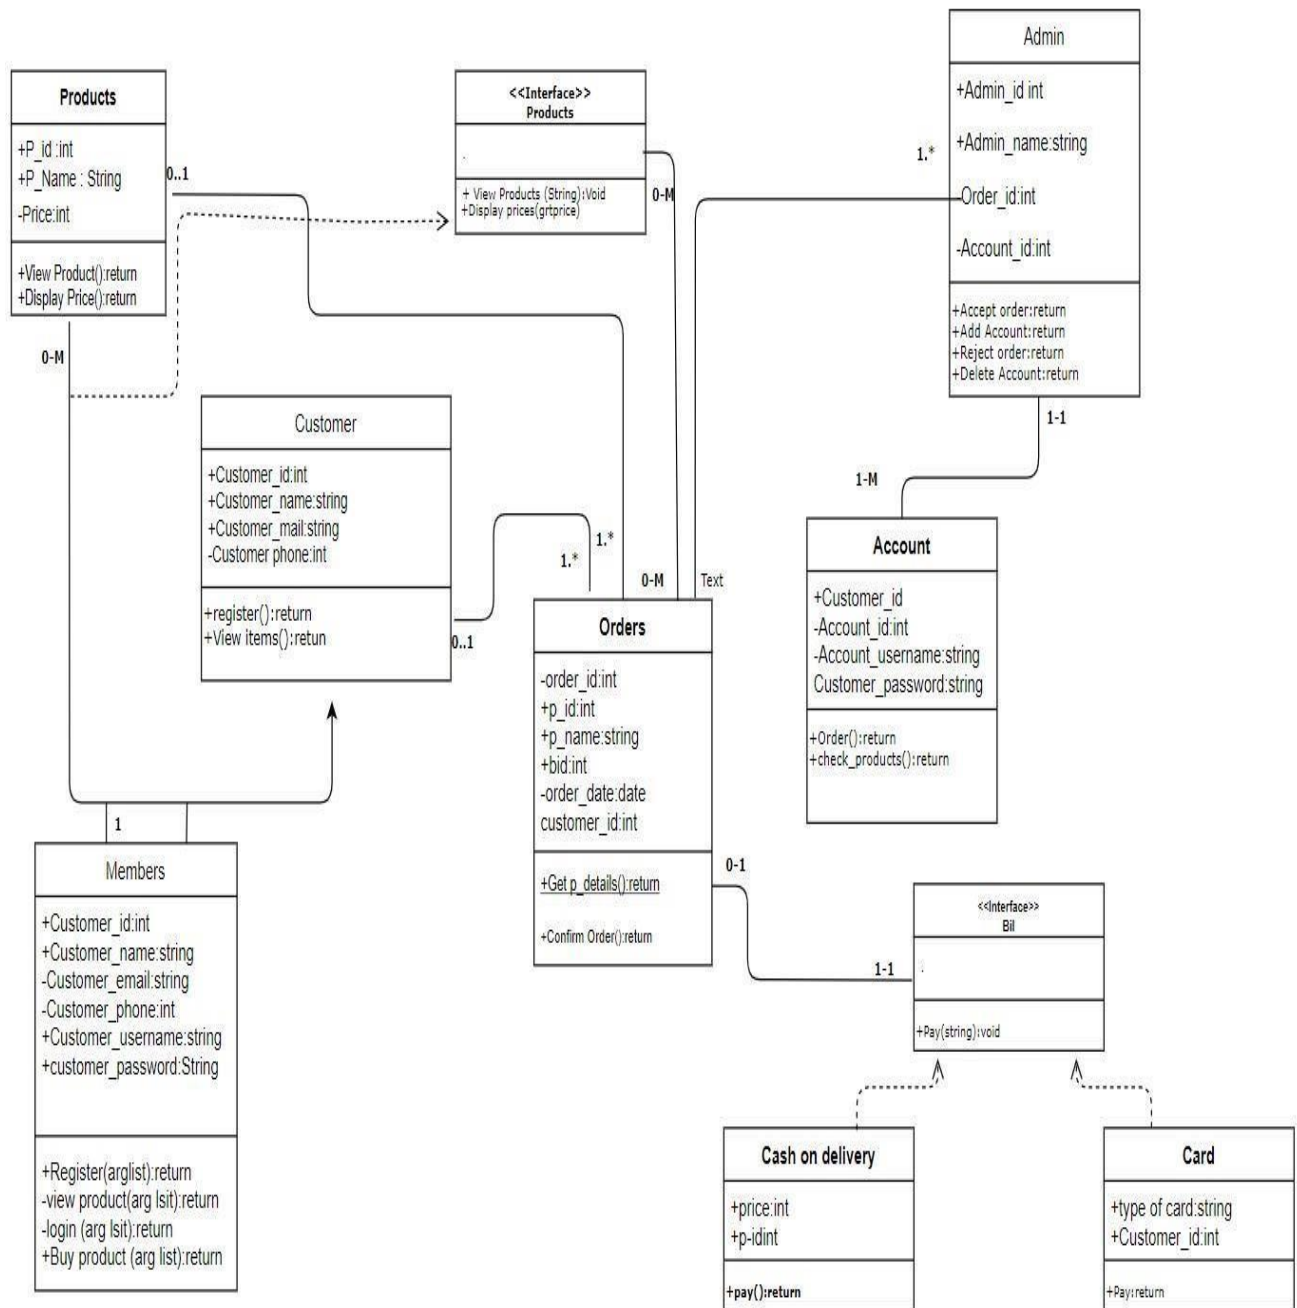 Products
+P_id :int
+P_Name : String
-Price:int
+View Product():return
+Display Price():return
0..1
0-M
<<Interface>>
Products
.
+ View Products (String):Void
+Display prices(grtprice)
0-M
Admin
+Admin_id int
+Admin_name:string
-Order_id:int
-Account_id:int
+Accept order:return
+Add Account:return
+Reject order:return
+Delete Account:return
1.*
1-1
1-M
Customer
+Customer_id:int
+Customer_name:string
+Customer_mail:string
-Customer phone:int
+register():return
+View items():retun
0..1
1.*
1.*
0-M
Text
Orders
-order_id:int
+p_id:int
+p_name:string
+bid:int
-order_date:date
customer_id:int
+Get p_details():return
+Confirm Order():return
Account
+Customer_id
-Account_id:int
-Account_username:string
Customer_password:string
+Order():return
+check_products():return
1
Members
+Customer_id:int
+Customer_name:string
-Customer_email:string
-Customer_phone:int
+Customer_username:string
+customer_password:String
+Register(arglist):return
-view product(arg lsit):return
-login (arg lsit):return
+Buy product (arg list):return
0-1
1-1
<<Interface>>
Bil
.
+Pay(string):void
Cash on delivery
+price:int
+p-idint
+pay():return
Card
+type of card:string
+Customer_id:int
+Pay:return